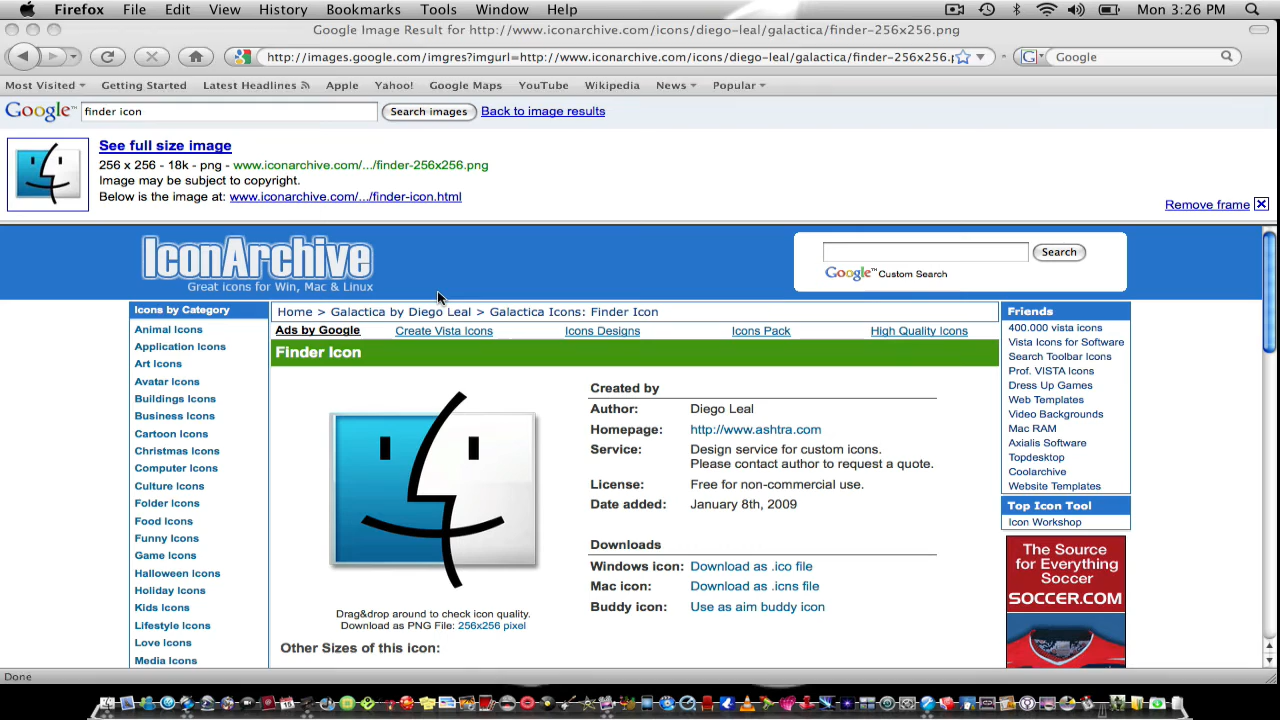 Firefox File Edit View History Bookmarks Tools Window Help Mon 3:26 PM
Google Image Result for http://www.iconarchive.com/icons/diego-leal/galactica/finder-256x256.png
http://images.google.com/imgres?imgurl=http://www.iconarchive.com/icons/diego-leal/galactica/finder-256x256.p
Google
Most Visited Getting Started Latest Headlines Apple Yahoo! Google Maps YouTube Wikipedia News Popular
Google™ finder icon Search images Back to image results
See full size image
256 x 256 - 18k - png - www.iconarchive.com/.../finder-256x256.png
Image may be subject to copyright.
Below is the image at: www.iconarchive.com/.../finder-icon.html
Remove frame
IconArchive
Great icons for Win, Mac & Linux
Search
Google™ Custom Search
Icons by Category
Animal Icons
Application Icons
Art Icons
Avatar Icons
Buildings Icons
Business Icons
Cartoon Icons
Christmas Icons
Computer Icons
Culture Icons
Folder Icons
Food Icons
Funny Icons
Game Icons
Halloween Icons
Holiday Icons
Kids Icons
Lifestyle Icons
Love Icons
Media Icons
Home > Galactica by Diego Leal > Galactica Icons: Finder Icon
Ads by Google Create Vista Icons Icons Designs Icons Pack High Quality Icons
Finder Icon
Drag&drop around to check icon quality.
Download as PNG File: 256x256 pixel
Other Sizes of this icon:
Created by
Author: Diego Leal
Homepage: http://www.ashtra.com
Service: Design service for custom icons.
Please contact author to request a quote.
License: Free for non-commercial use.
Date added: January 8th, 2009
Downloads
Windows icon: Download as .ico file
Mac icon: Download as .icns file
Buddy icon: Use as aim buddy icon
Friends
400.000 vista icons
Vista Icons for Software
Search Toolbar Icons
Prof. VISTA Icons
Dress Up Games
Web Templates
Video Backgrounds
Mac RAM
Axialis Software
Topdesktop
Coolarchive
Website Templates
Top Icon Tool
Icon Workshop
The Source
for Everything
Soccer
SOCCER.COM
Done